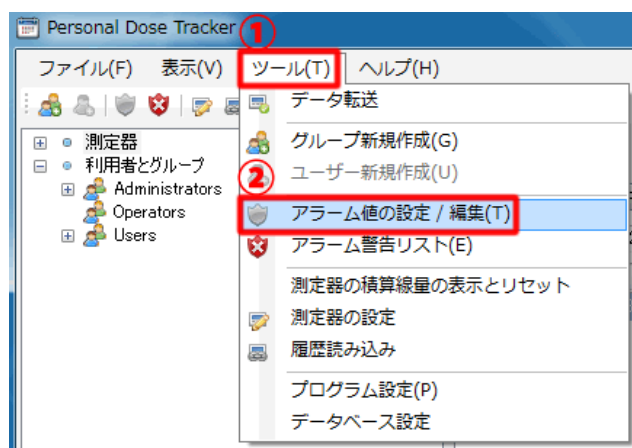 Personal Dose Tracker
①
ファイル(F) 表示(V) ツール(T) ヘルプ(H)
データ転送
測定器
グループ新規作成(G)
利用者とグループ
②
ユーザー新規作成(U)
Administrators
Operators
アラーム値の設定 / 編集(T)
Users
アラーム警告リスト(E)
測定器の積算線量の表示とリセット
測定器の設定
履歴読み込み
プログラム設定(P)
データベース設定